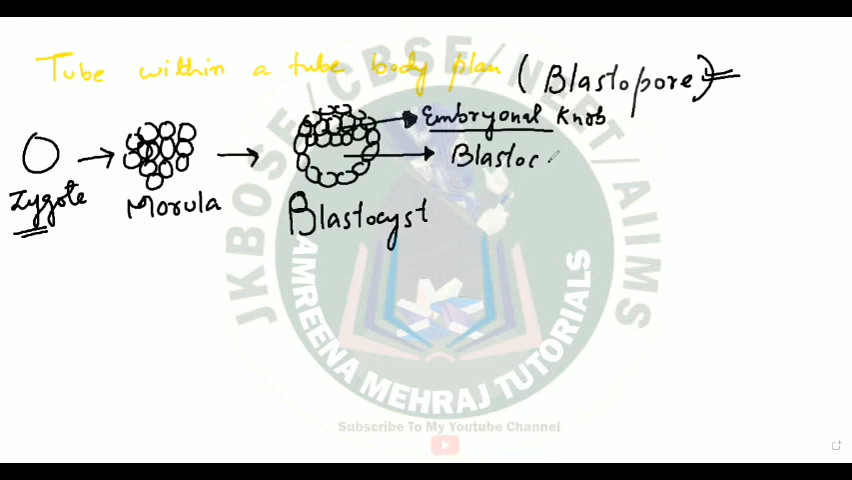 Tube within a tube body plan (Blastopore)
Embryonal Knob
Blastoc
Zygote
Morula
Blastocyst
JKBOSE/CBSE/NEET/AIIMS
AMREENA MEHRAJ TUTORIALS
Subscribe To My Youtube Channel